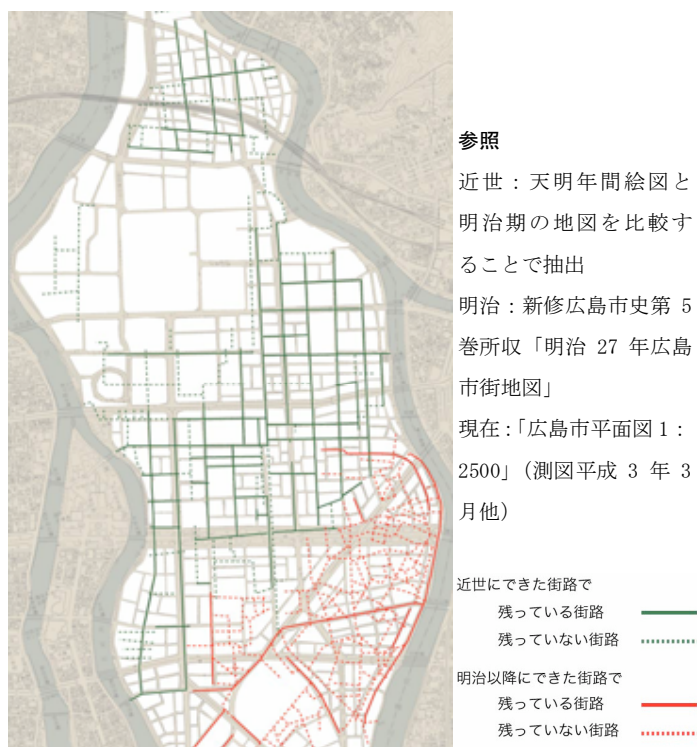 参照
近世：天明年間絵図と
明治期の地図を比較す
ることで抽出
明治：新修広島市史第 5
巻所収「明治 27 年広島
市街地図」
現在：「広島市平面図 1：
2500」（測図平成 3 年 3
月他）
近世にできた街路で
残っている街路
残っていない街路
明治以降にできた街路で
残っている街路
残っていない街路